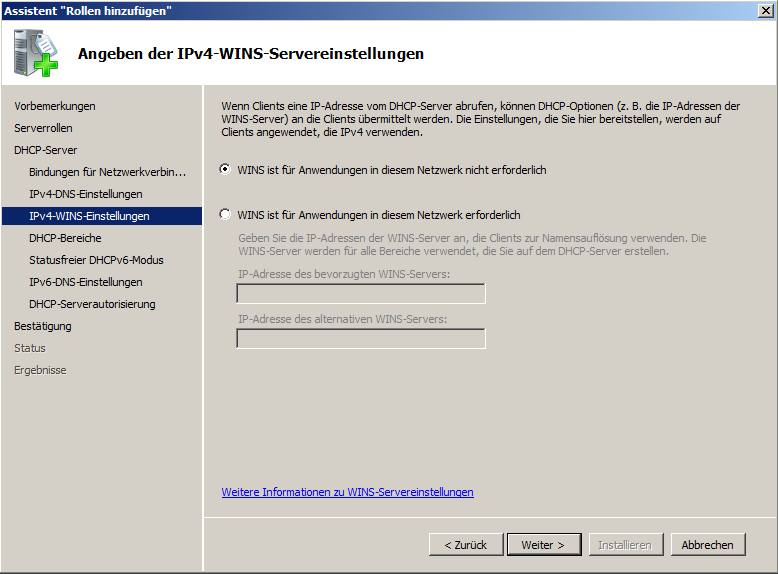 Assistent "Rollen hinzufügen"
Angeben der IPv4-WINS-Servereinstellungen
Vorbemerkungen
Serverrollen
DHCP-Server
Bindungen für Netzwerkverbin...
IPv4-DNS-Einstellungen
IPv4-WINS-Einstellungen
DHCP-Bereiche
Statusfreier DHCPv6-Modus
IPv6-DNS-Einstellungen
DHCP-Serverautorisierung
Bestätigung
Status
Ergebnisse
Wenn Clients eine IP-Adresse vom DHCP-Server abrufen, können DHCP-Optionen (z. B. die IP-Adressen der
WINS-Server) an die Clients übermittelt werden. Die Einstellungen, die Sie hier bereitstellen, werden auf
Clients angewendet, die IPv4 verwenden.
WINS ist für Anwendungen in diesem Netzwerk nicht erforderlich
WINS ist für Anwendungen in diesem Netzwerk erforderlich
Geben Sie die IP-Adressen der WINS-Server an, die Clients zur Namensauflösung verwenden. Die
WINS-Server werden für alle Bereiche verwendet, die Sie auf dem DHCP-Server erstellen.
IP-Adresse des bevorzugten WINS-Servers:
IP-Adresse des alternativen WINS-Servers:
Weitere Informationen zu WINS-Servereinstellungen
< Zurück
Weiter >
Installieren
Abbrechen